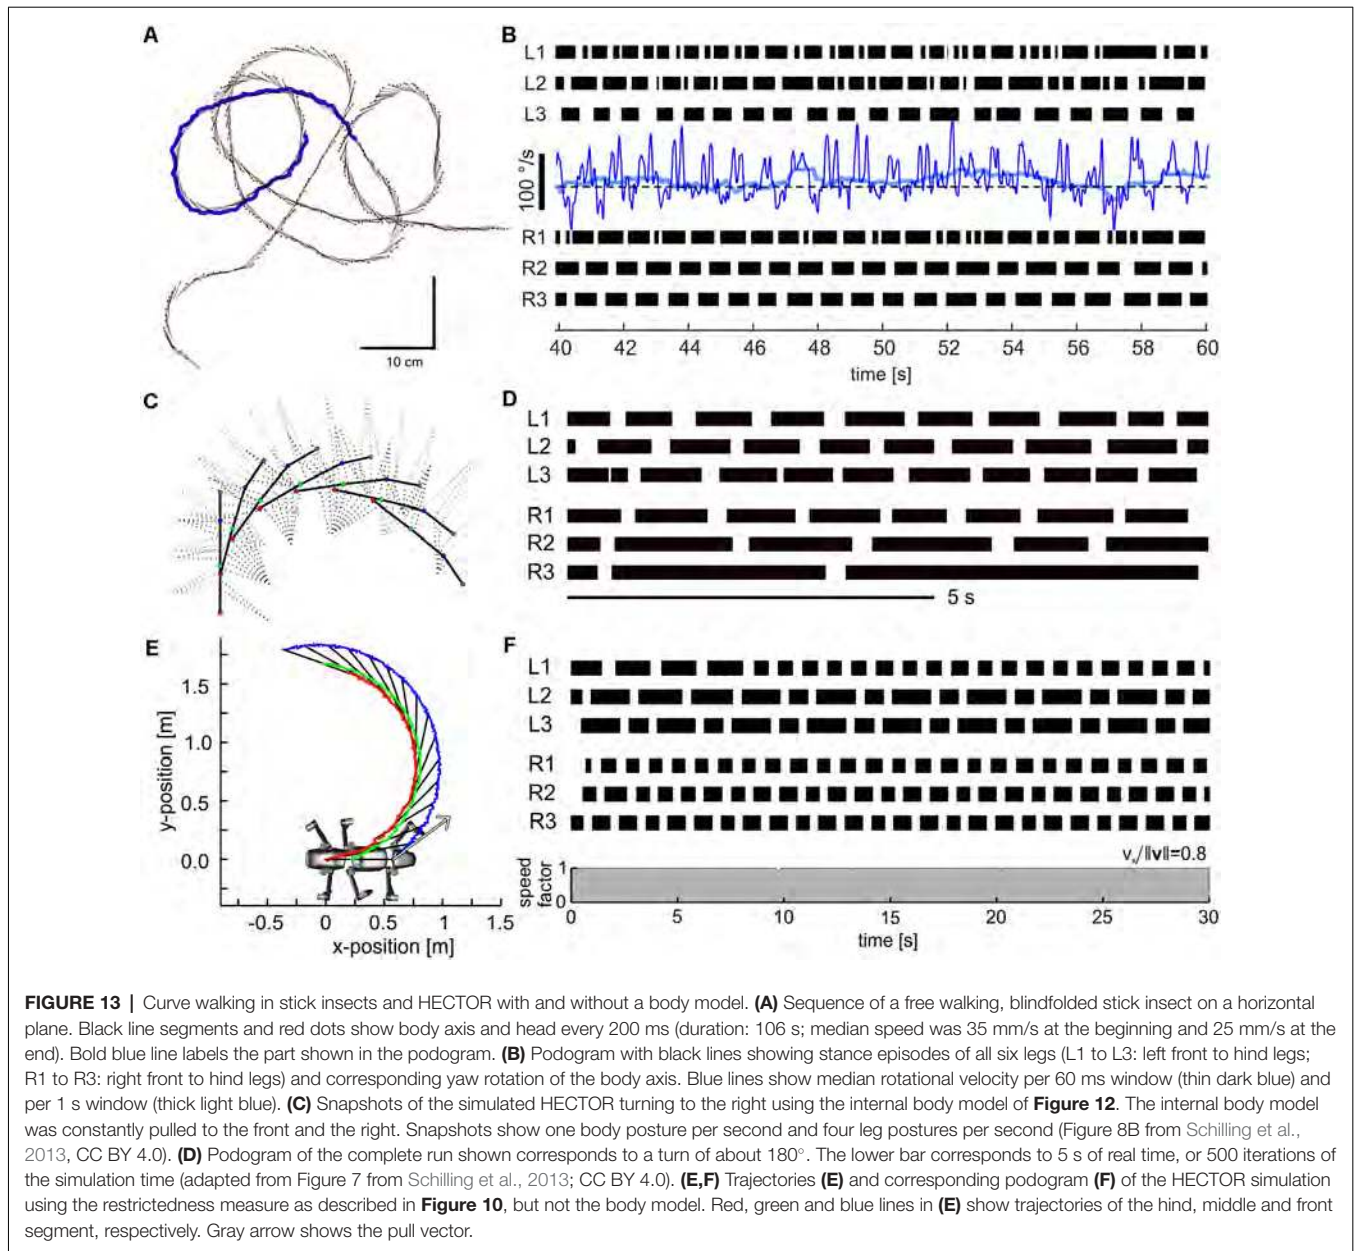 A
10 cm
B
L1
L2
L3
100 °/s
R1
R2
R3
40 42 44 46 48 50 52 54 56 58 60
time [s]
C
D
L1
L2
L3
R1
R2
R3
5 s
E
1.5
1.0
0.5
0.0
y-position [m]
-0.5 0 0.5 1.0 1.5
x-position [m]
F
L1
L2
L3
R1
R2
R3
vₓ/||v||=0.8
speed
factor
1
0
0 5 10 15 20 25 30
time [s]
FIGURE 13 | Curve walking in stick insects and HECTOR with and without a body model. (A) Sequence of a free walking, blindfolded stick insect on a horizontal
plane. Black line segments and red dots show body axis and head every 200 ms (duration: 106 s; median speed was 35 mm/s at the beginning and 25 mm/s at the
end). Bold blue line labels the part shown in the podogram. (B) Podogram with black lines showing stance episodes of all six legs (L1 to L3: left front to hind legs;
R1 to R3: right front to hind legs) and corresponding yaw rotation of the body axis. Blue lines show median rotational velocity per 60 ms window (thin dark blue) and
per 1 s window (thick light blue). (C) Snapshots of the simulated HECTOR turning to the right using the internal body model of Figure 12. The internal body model
was constantly pulled to the front and the right. Snapshots show one body posture per second and four leg postures per second (Figure 8B from Schilling et al.,
2013, CC BY 4.0). (D) Podogram of the complete run shown corresponds to a turn of about 180°. The lower bar corresponds to 5 s of real time, or 500 iterations of
the simulation time (adapted from Figure 7 from Schilling et al., 2013; CC BY 4.0). (E,F) Trajectories (E) and corresponding podogram (F) of the HECTOR simulation
using the restrictedness measure as described in Figure 10, but not the body model. Red, green and blue lines in (E) show trajectories of the hind, middle and front
segment, respectively. Gray arrow shows the pull vector.